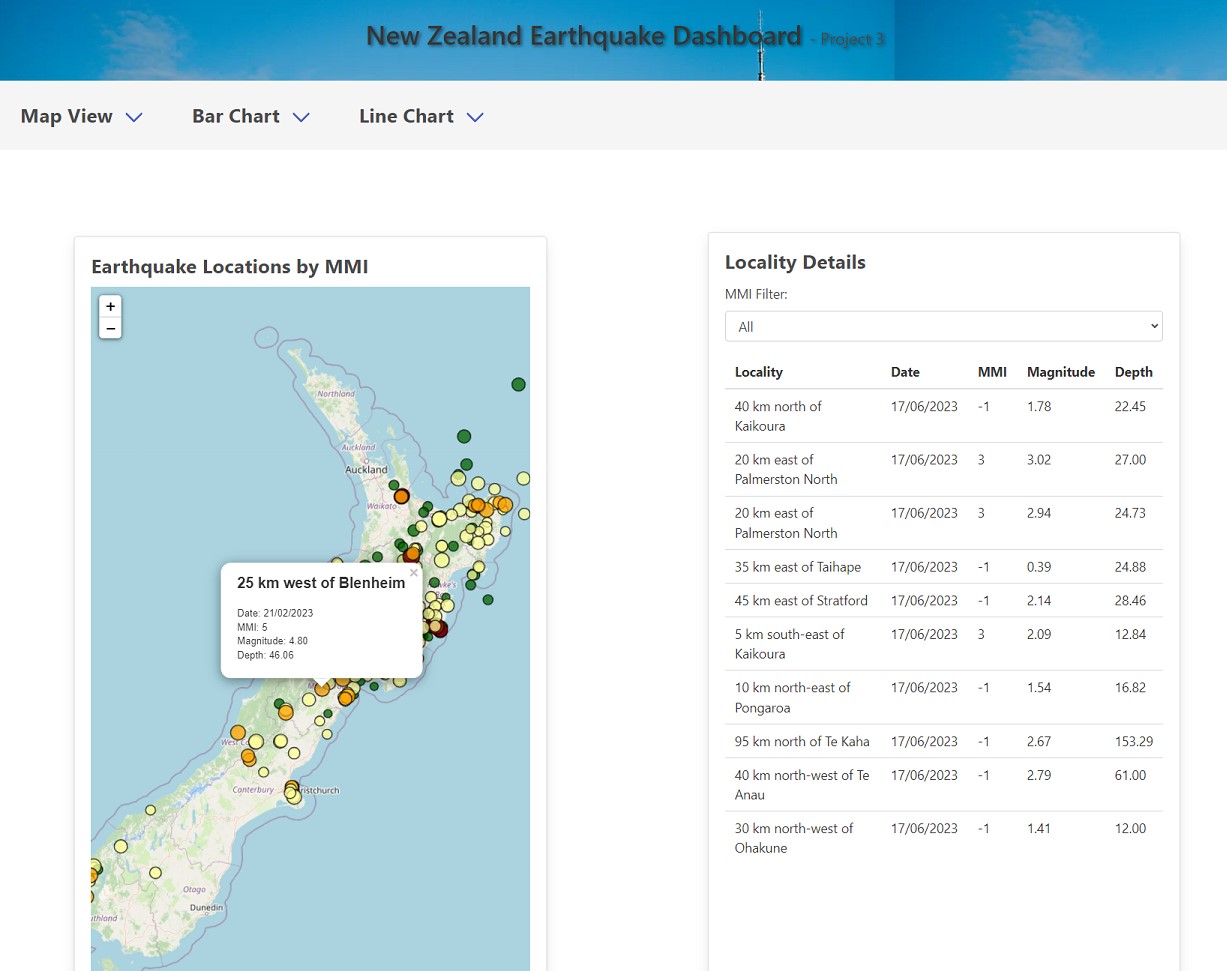 New Zealand Earthquake Dashboard - Project 3
Map View
Bar Chart
Line Chart
Earthquake Locations by MMI
+
−
Northland
Auckland
Auckland
Waikato
25 km west of Blenheim
×
Date: 21/02/2023
MMI: 5
Magnitude: 4.80
Depth: 46.06
Canterbury
Otago
Dunedin
Locality Details
MMI Filter:
All
Locality Date MMI Magnitude Depth
40 km north of 17/06/2023 -1 1.78 22.45
Kaikoura
20 km east of 17/06/2023 3 3.02 27.00
Palmerston North
20 km east of 17/06/2023 3 2.94 24.73
Palmerston North
35 km east of Taihape 17/06/2023 -1 0.39 24.88
45 km east of Stratford 17/06/2023 -1 2.14 28.46
5 km south-east of 17/06/2023 3 2.09 12.84
Kaikoura
10 km north-east of 17/06/2023 -1 1.54 16.82
Pongaroa
95 km north of Te Kaha 17/06/2023 -1 2.67 153.29
40 km north-west of Te 17/06/2023 -1 2.79 61.00
Anau
30 km north-west of 17/06/2023 -1 1.41 12.00
Ohakune